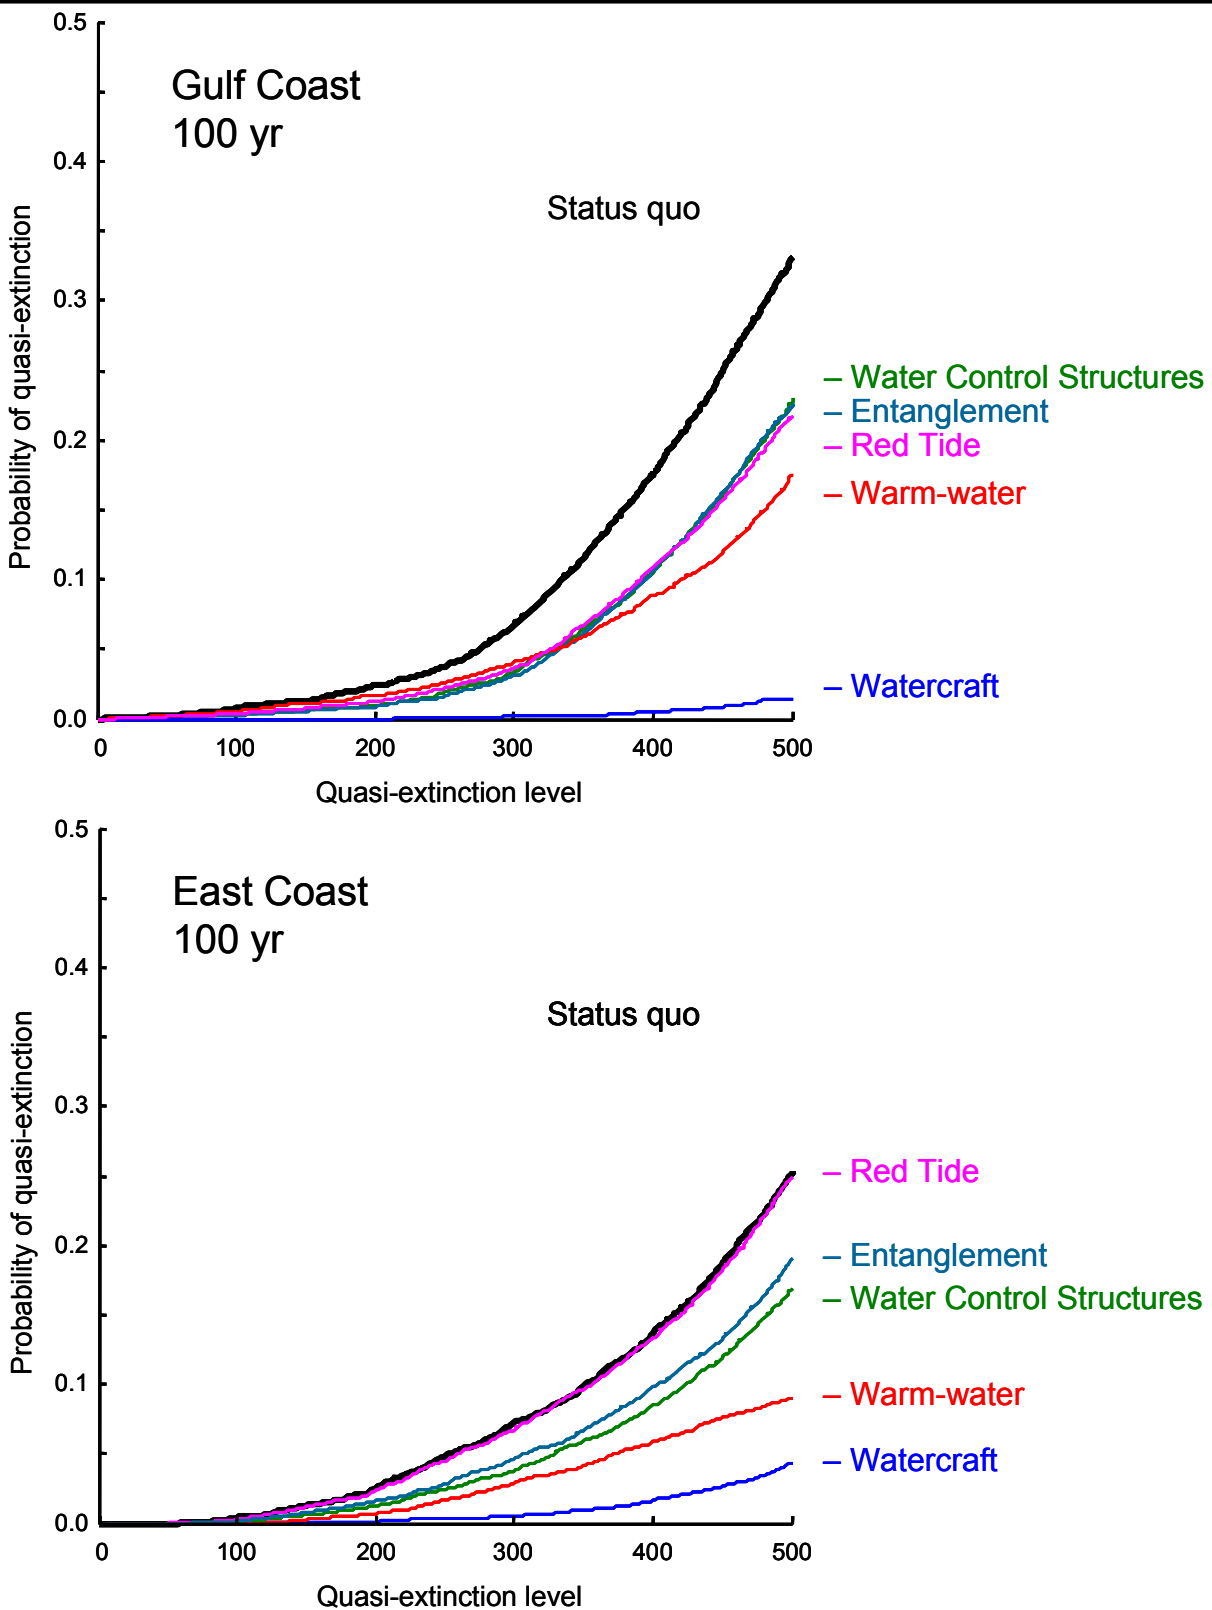 0.5
Gulf Coast
100 yr
0.4
Status quo
0.3
– Water Control Structures
– Entanglement
– Red Tide
– Warm-water
0.2
0.1
– Watercraft
0.0
Probability of quasi-extinction
0 100 200 300 400 500
Quasi-extinction level
0.5
East Coast
100 yr
0.4
Status quo
0.3
– Red Tide
– Entanglement
– Water Control Structures
0.2
0.1
– Warm-water
– Watercraft
0.0
Probability of quasi-extinction
0 100 200 300 400 500
Quasi-extinction level